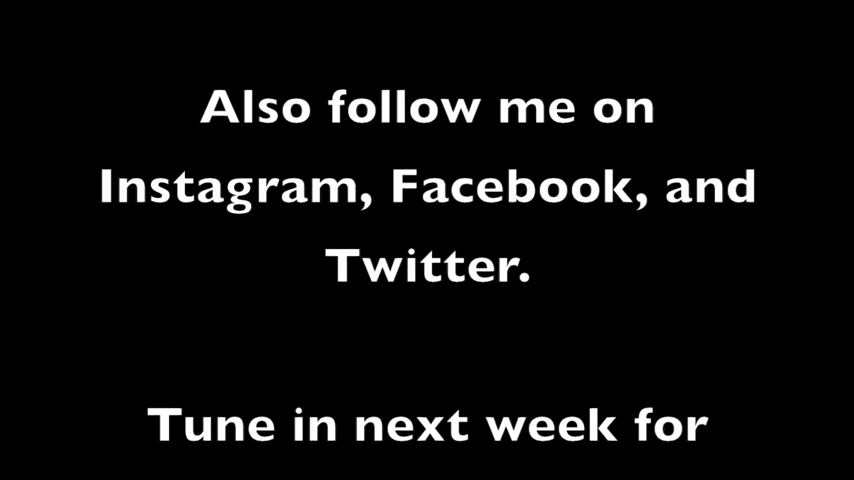 Also follow me on
Instagram, Facebook, and
Twitter.
Tune in next week for